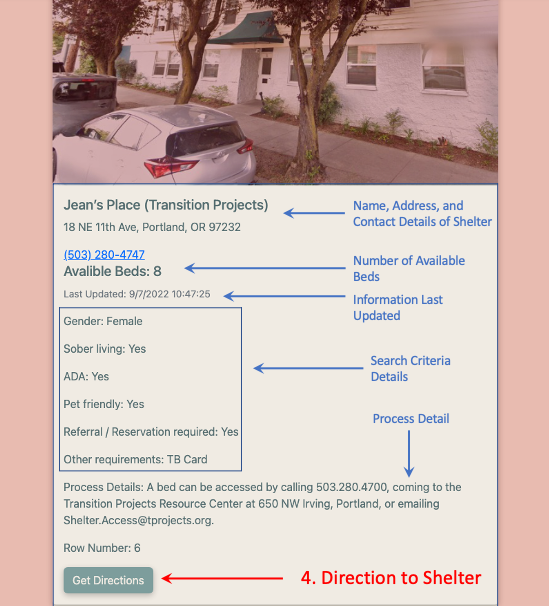 Jean's Place (Transition Projects)
18 NE 11th Ave, Portland, OR 97232
Name, Address, and
Contact Details of Shelter
(503) 280-4747
Avalible Beds: 8
Number of Available
Beds
Last Updated: 9/7/2022 10:47:25
Information Last
Updated
Gender: Female
Sober living: Yes
ADA: Yes
Pet friendly: Yes
Referral / Reservation required: Yes
Other requirements: TB Card
Search Criteria
Details
Process Detail
Process Details: A bed can be accessed by calling 503.280.4700, coming to the
Transition Projects Resource Center at 650 NW Irving, Portland, or emailing
Shelter.Access@tprojects.org.
Row Number: 6
Get Directions
4. Direction to Shelter